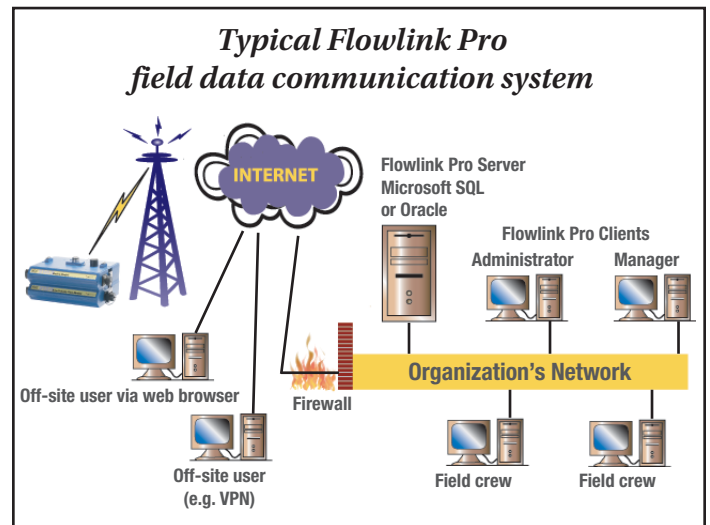 Typical Flowlink Pro
field data communication system
INTERNET
Flowlink Pro Server
Microsoft SQL
or Oracle
Flowlink Pro Clients
Administrator
Manager
Organization's Network
Off-site user via web browser
Firewall
Off-site user
(e.g. VPN)
Field crew
Field crew